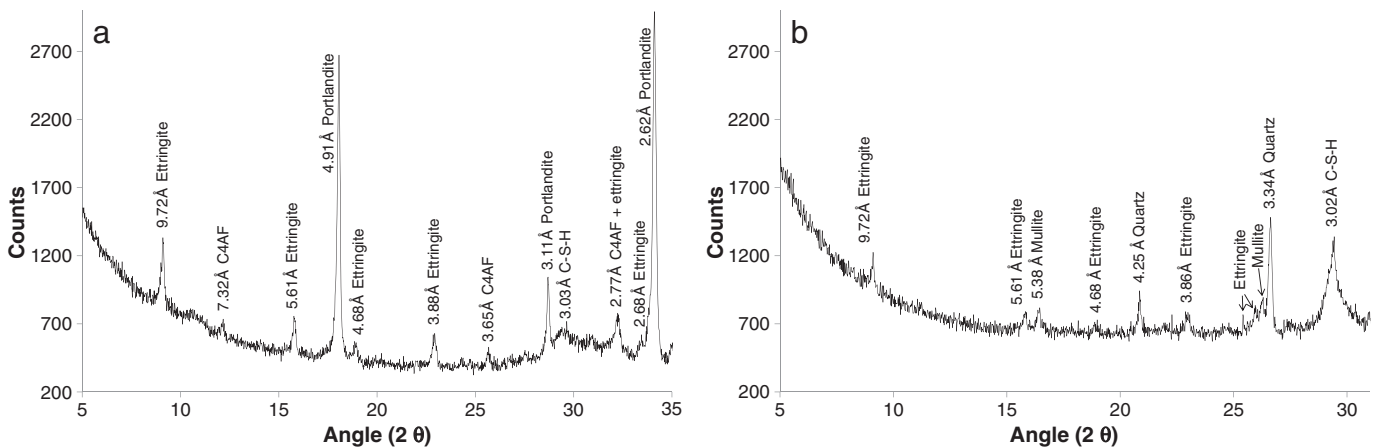 a
Counts
2700
2200
1700
1200
700
200
9.72Å Ettringite
7.32Å C4AF
5.61Å Ettringite
4.91Å Portlandite
4.68Å Ettringite
3.88Å Ettringite
3.65Å C4AF
3.11Å Portlandite
3.03Å C-S-H
2.77Å C4AF + ettringite
2.68Å Ettringite
2.62Å Portlandite
5 10 15 20 25 30 35
Angle (2 θ)
b
Counts
2700
2200
1700
1200
700
200
9.72Å Ettringite
5.61 Å Ettringite
5.38Å Mullite
4.68 Å Ettringite
4.25 Å Quartz
3.86Å Ettringite
Ettringite
Mullite
3.34Å Quartz
3.02Å C-S-H
5 10 15 20 25 30
Angle (2 θ)